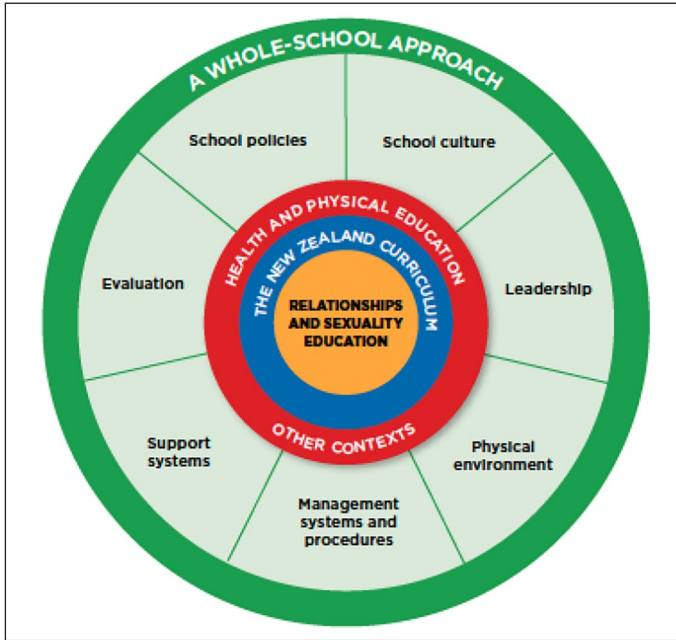 A WHOLE-SCHOOL APPROACH
School policies
School culture
Evaluation
Leadership
Support
systems
Physical
environment
Management
systems and
procedures
HEALTH AND PHYSICAL EDUCATION
OTHER CONTEXTS
THE NEW ZEALAND CURRICULUM
RELATIONSHIPS
AND SEXUALITY
EDUCATION